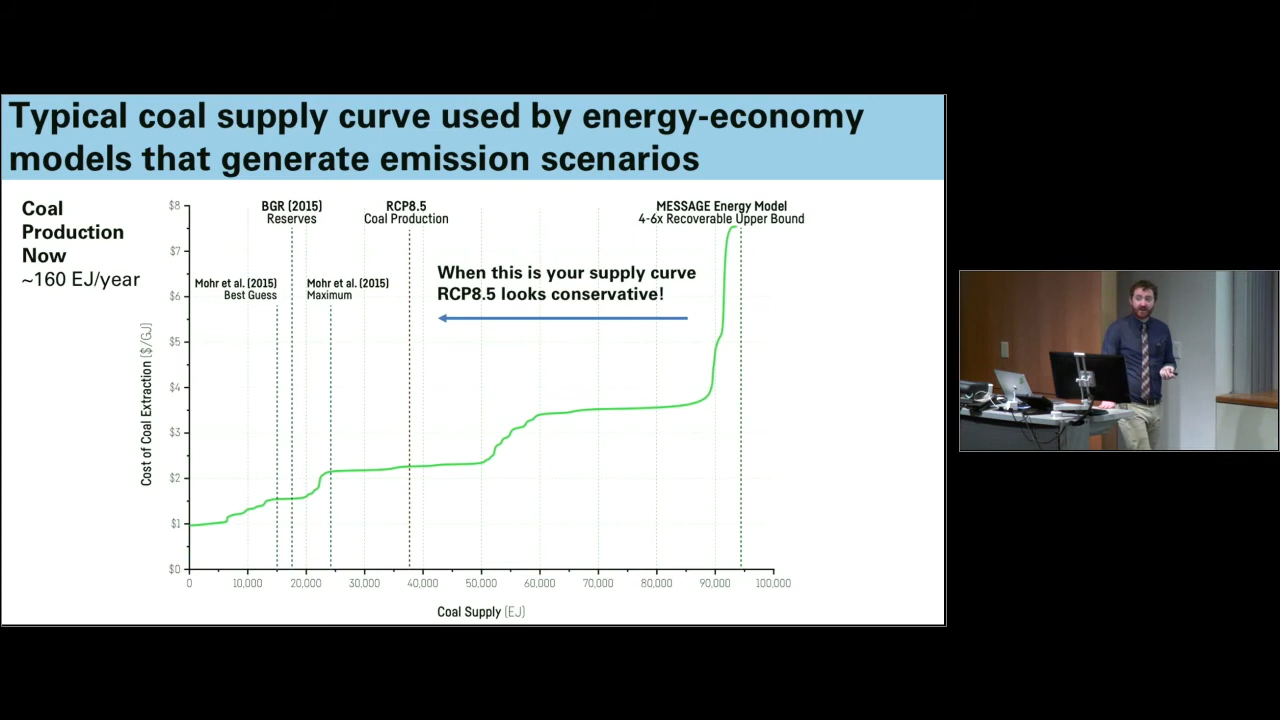 Typical coal supply curve used by energy-economy
models that generate emission scenarios
Coal
Production
Now
~160 EJ/year
BGR (2015)
Reserves
RCP8.5
Coal Production
MESSAGE Energy Model
4-6x Recoverable Upper Bound
Mohr et al. (2015)
Best Guess
Mohr et al. (2015)
Maximum
When this is your supply curve
RCP8.5 looks conservative!
Cost of Coal Extraction ($/GJ)
$8
$7
$6
$5
$4
$3
$2
$1
$0
0 10,000 20,000 30,000 40,000 50,000 60,000 70,000 80,000 90,000 100,000
Coal Supply (EJ)